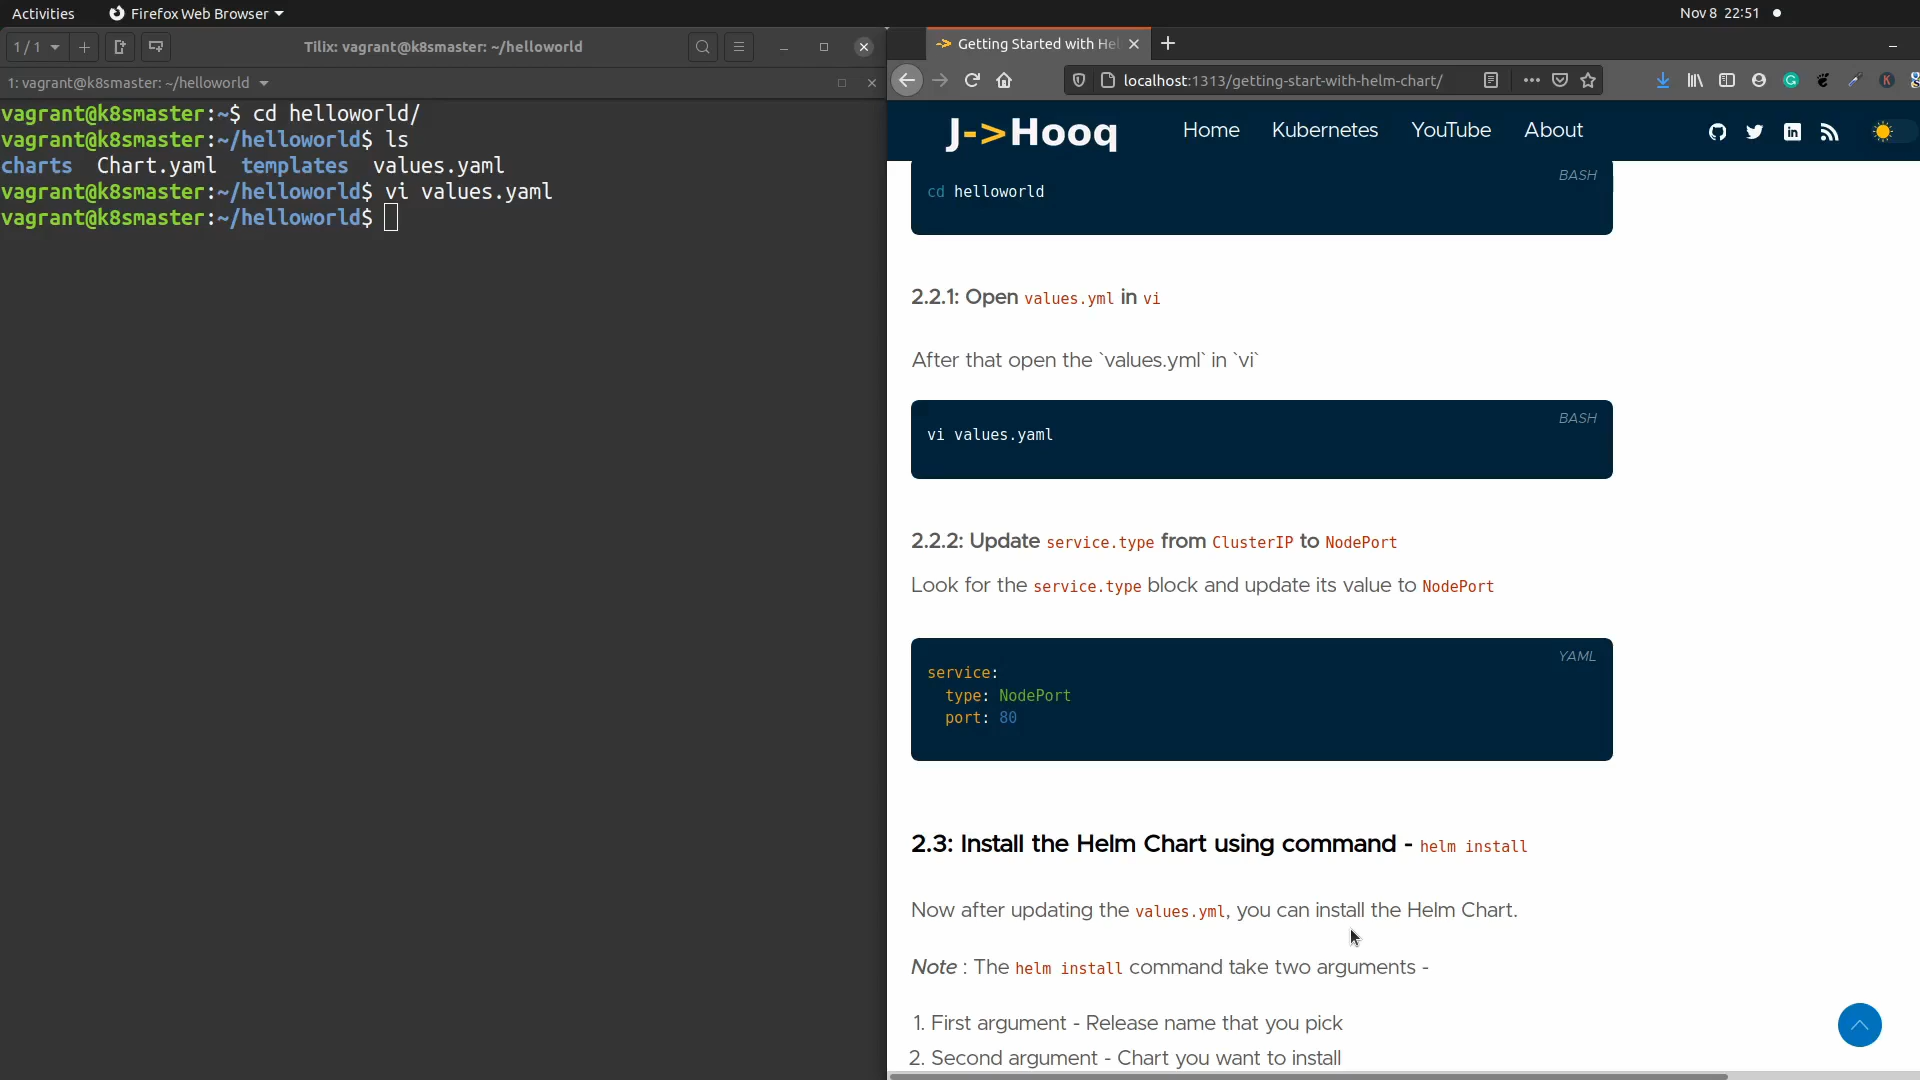 Activities
Firefox Web Browser
Nov 8 22:51
1 / 1
Tilix: vagrant@k8smaster: ~/helloworld
1: vagrant@k8smaster: ~/helloworld
vagrant@k8smaster:~$ cd helloworld/
vagrant@k8smaster:~/helloworld$ ls
charts Chart.yaml templates values.yaml
vagrant@k8smaster:~/helloworld$ vi values.yaml
vagrant@k8smaster:~/helloworld$
Getting Started with Hel
localhost:1313/getting-start-with-helm-chart/
J->Hooq
Home
Kubernetes
YouTube
About
BASH
cd helloworld
2.2.1: Open values.yml in vi
After that open the `values.yml` in `vi`
BASH
vi values.yaml
2.2.2: Update service.type from ClusterIP to NodePort
Look for the service.type block and update its value to NodePort
YAML
service:
type: NodePort
port: 80
2.3: Install the Helm Chart using command - helm install
Now after updating the values.yml, you can install the Helm Chart.
Note : The helm install command take two arguments -
1. First argument - Release name that you pick
2. Second argument - Chart you want to install